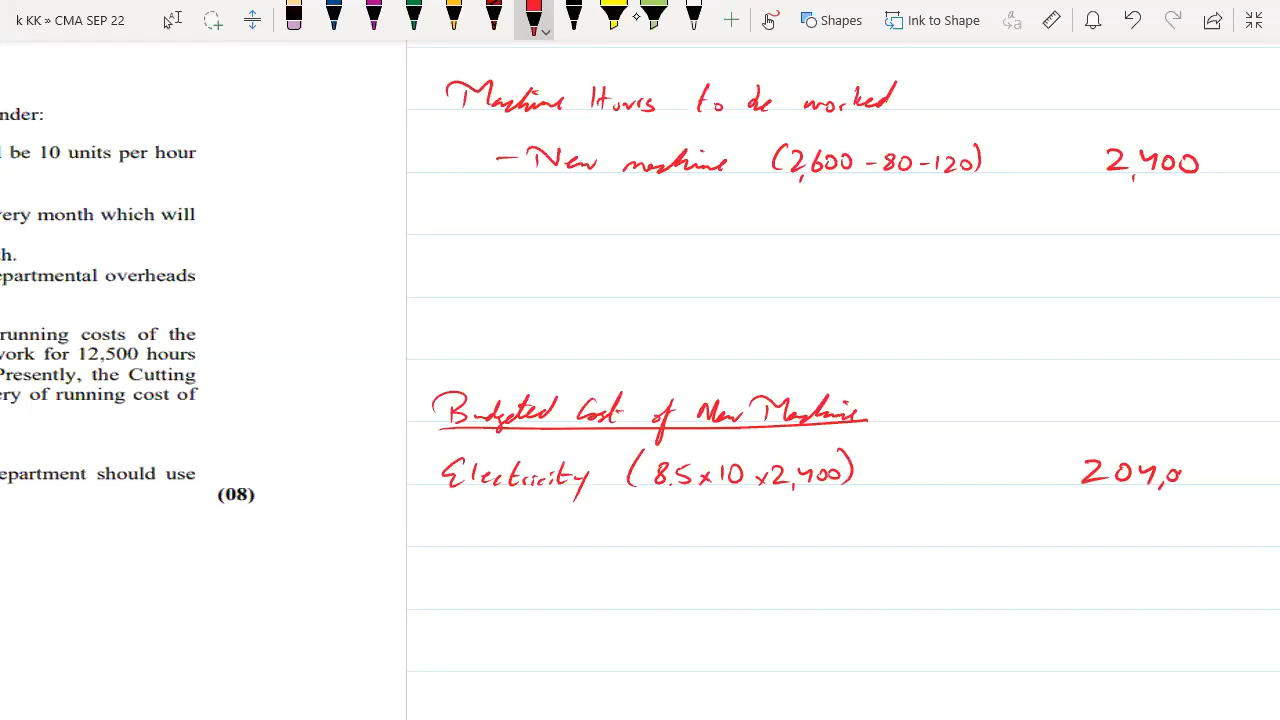 k KK » CMA SEP 22
Shapes
Ink to Shape
nder:
l be 10 units per hour
very month which will
th.
epartmental overheads
running costs of the
work for 12,500 hours
Presently, the Cutting
ery of running cost of
epartment should use
(08)
Machine Hours to be worked
- New machine (2,600 - 80 - 120) 2,400
Budgeted Cost of New Machine
Electricity (8.5 x 10 x 2,400) 204,0